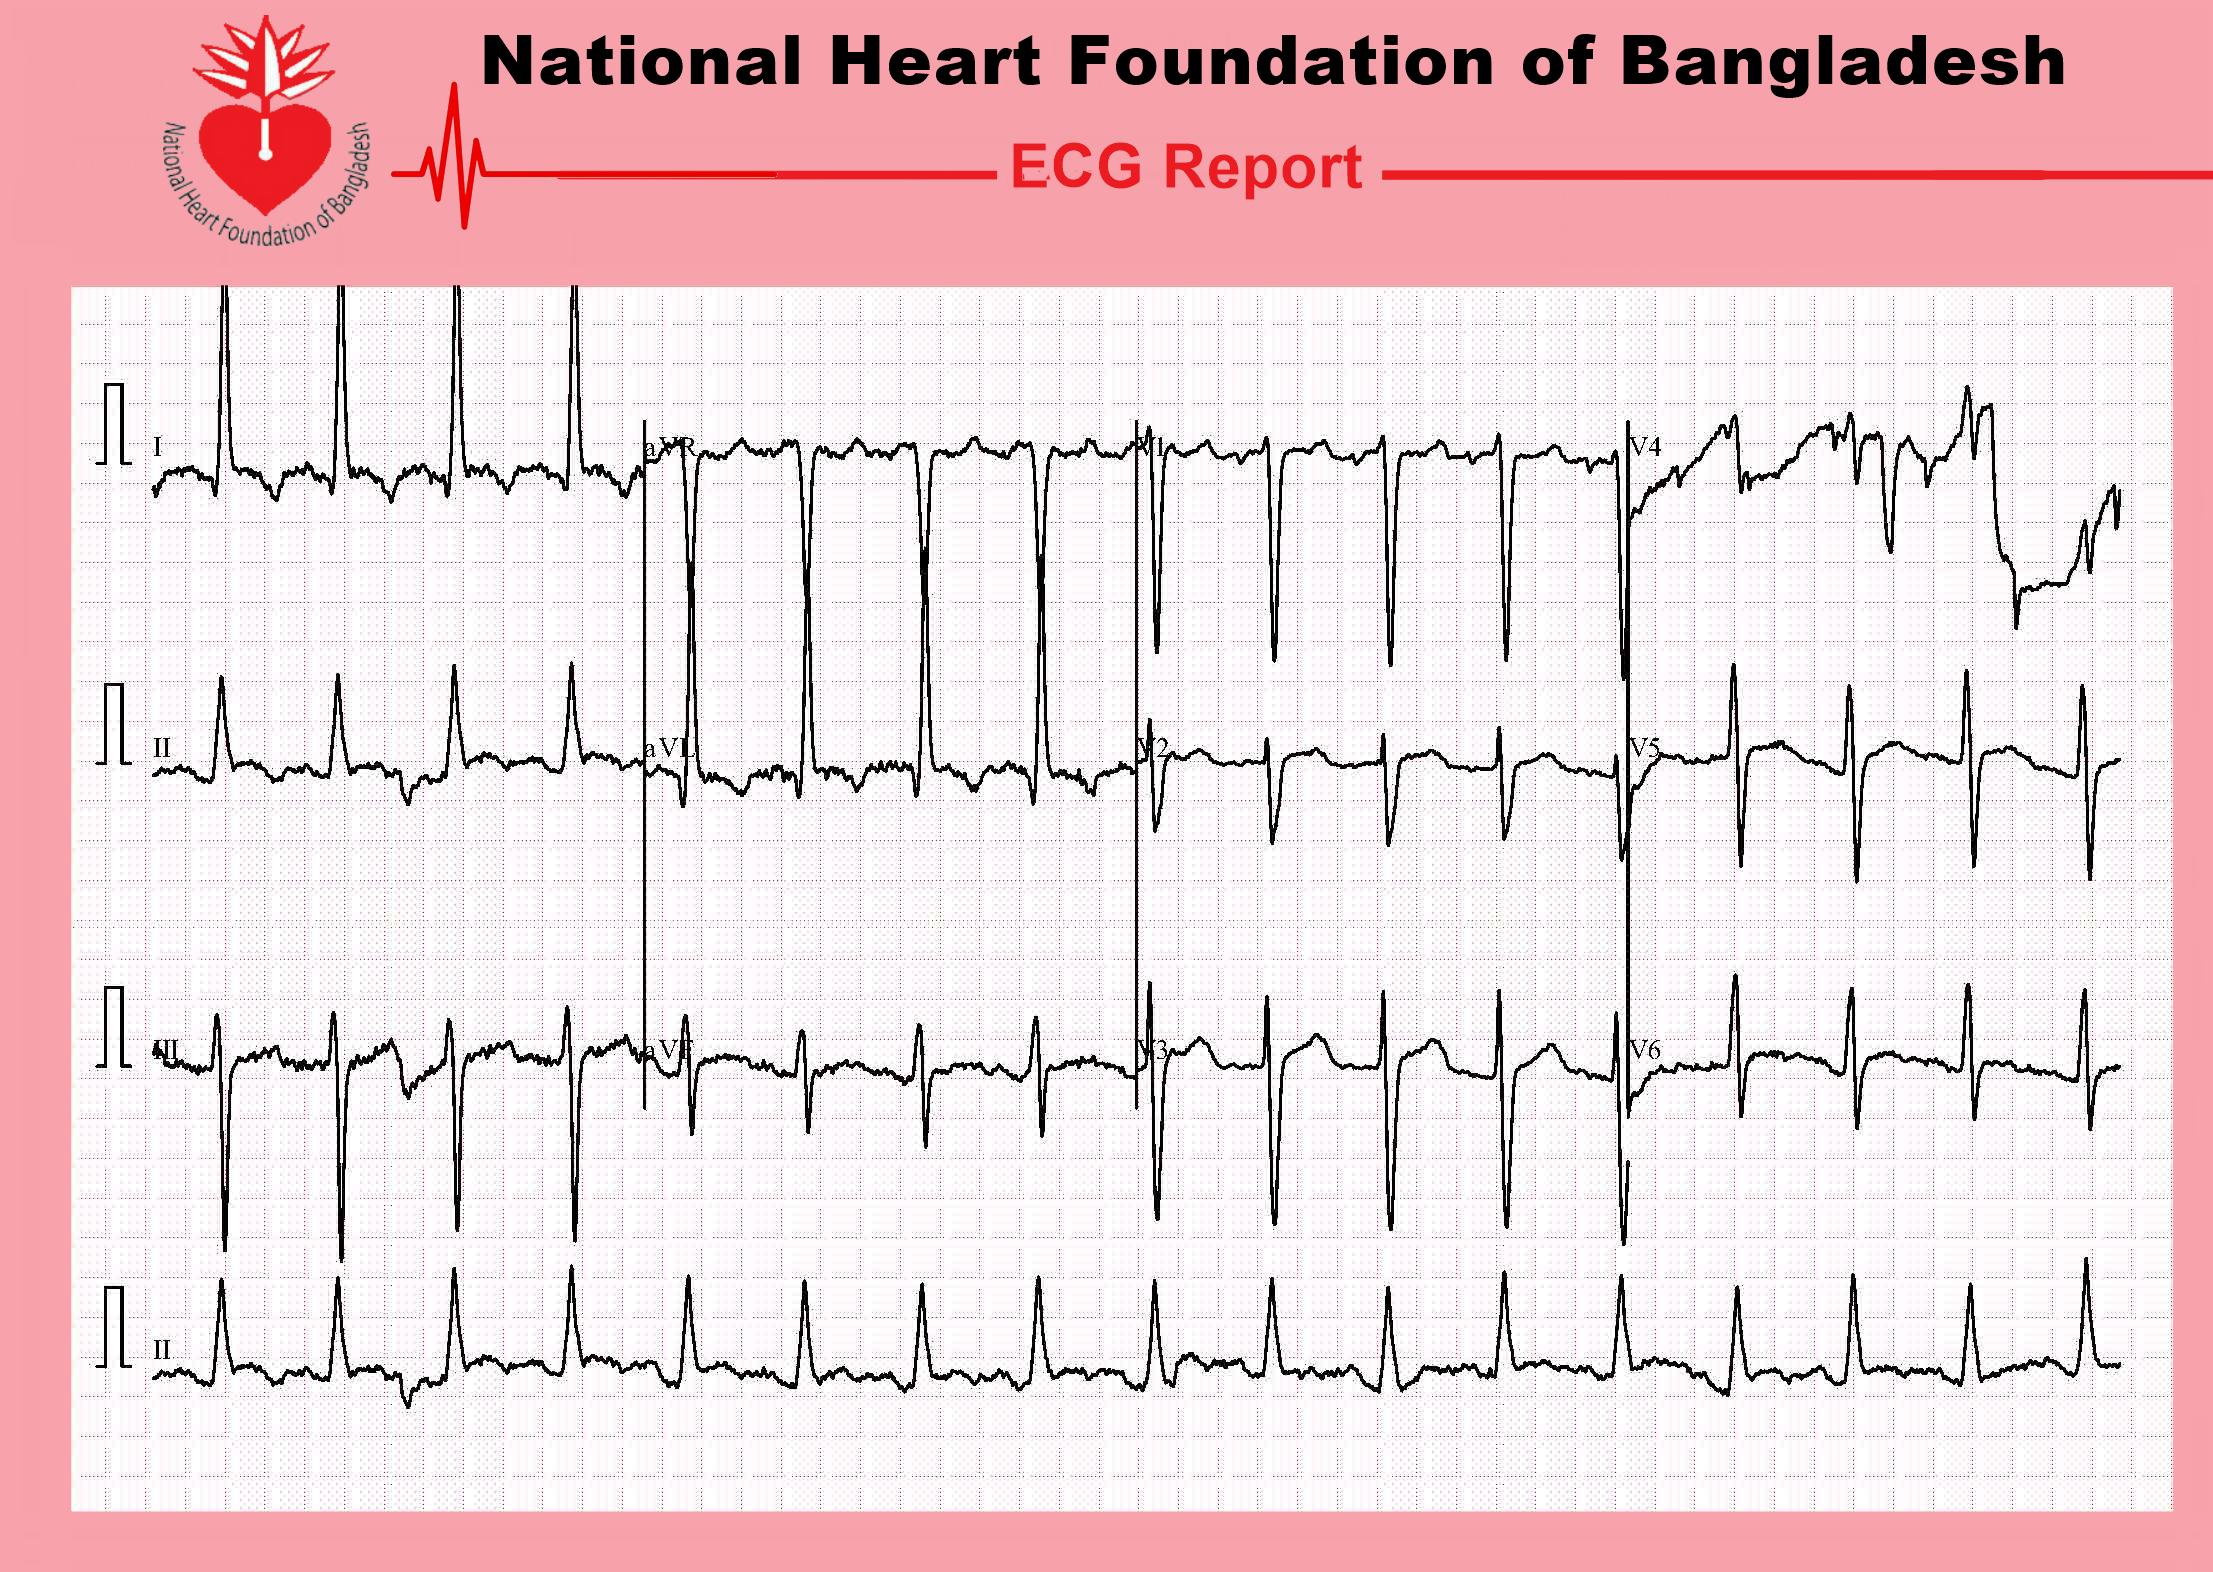 National Heart Foundation of Bangladesh
National Heart Foundation of Bangladesh
ECG Report
I
aVR
V1
V4
II
aVL
V2
V5
III
aVF
V3
V6
II